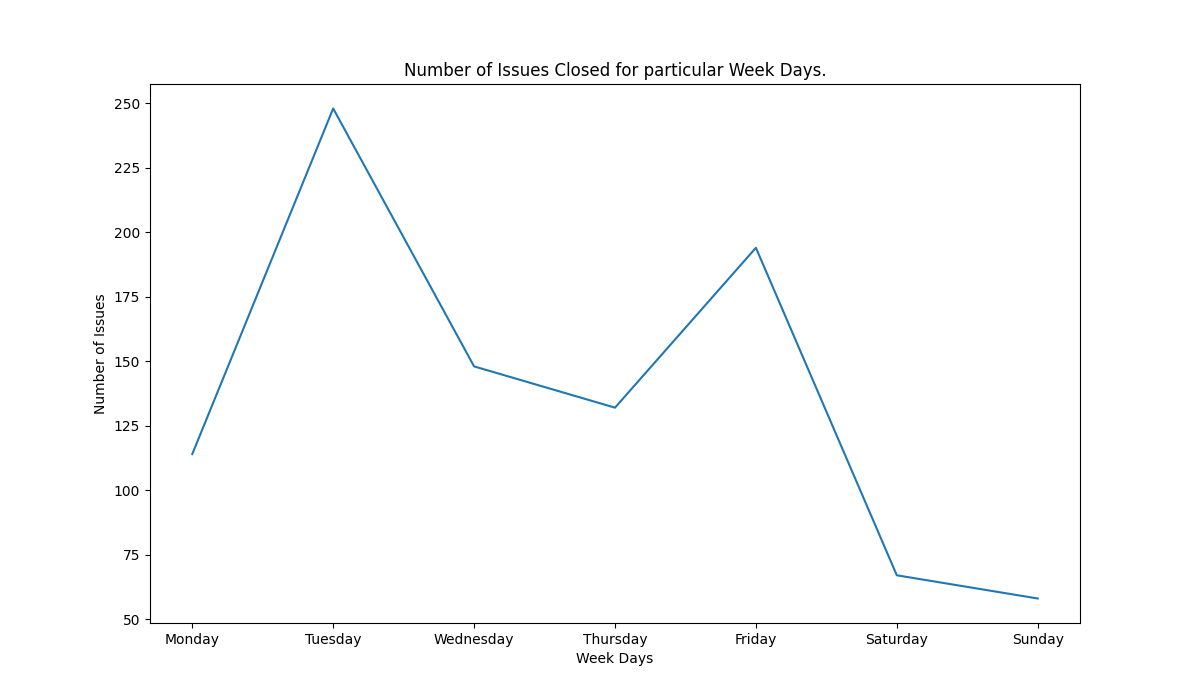 Number of Issues Closed for particular Week Days.
250
225
200
175
150
125
100
75
50
Number of Issues
Monday Tuesday Wednesday Thursday Friday Saturday Sunday
Week Days